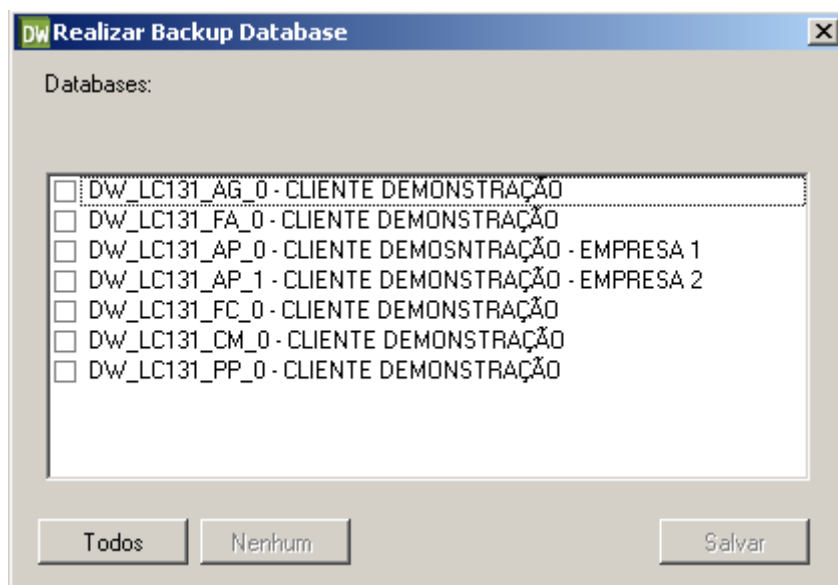 DW Realizar Backup Database
Databases:
DW_LC131_AG_0 - CLIENTE DEMONSTRAÇÃO
DW_LC131_FA_0 - CLIENTE DEMONSTRAÇÃO
DW_LC131_AP_0 - CLIENTE DEMOSNTRAÇÃO - EMPRESA 1
DW_LC131_AP_1 - CLIENTE DEMONSTRAÇÃO - EMPRESA 2
DW_LC131_FC_0 - CLIENTE DEMONSTRAÇÃO
DW_LC131_CM_0 - CLIENTE DEMONSTRAÇÃO
DW_LC131_PP_0 - CLIENTE DEMONSTRAÇÃO
Todos Nenhum Salvar